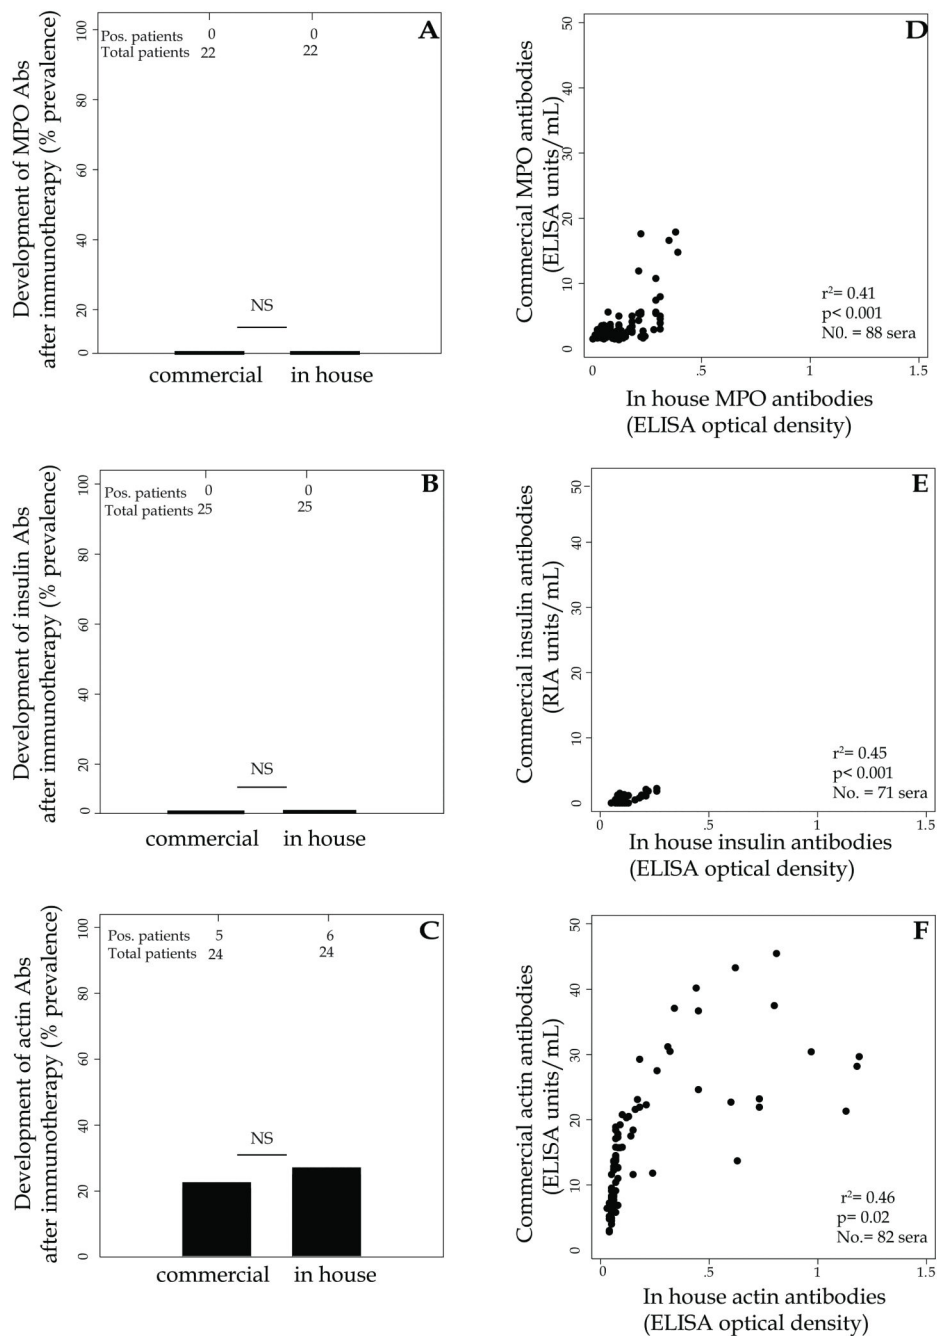 A
Pos. patients 0 0
Total patients 22 22
Development of MPO Abs
after immunotherapy (% prevalence)
100
80
60
40
20
0
NS
commercial in house
D
Commercial MPO antibodies
(ELISA units/mL)
50
40
30
20
10
0
r²= 0.41
p< 0.001
N0. = 88 sera
0 .5 1 1.5
In house MPO antibodies
(ELISA optical density)
B
Pos. patients 0 0
Total patients 25 25
Development of insulin Abs
after immunotherapy (% prevalence)
100
80
60
40
20
0
NS
commercial in house
E
Commercial insulin antibodies
(RIA units/mL)
50
40
30
20
10
0
r²= 0.45
p< 0.001
No. = 71 sera
0 .5 1 1.5
In house insulin antibodies
(ELISA optical density)
C
Pos. patients 5 6
Total patients 24 24
Development of actin Abs
after immunotherapy (% prevalence)
100
80
60
40
20
0
NS
commercial in house
F
Commercial actin antibodies
(ELISA units/mL)
50
40
30
20
10
0
r²= 0.46
p= 0.02
No.= 82 sera
0 .5 1 1.5
In house actin antibodies
(ELISA optical density)